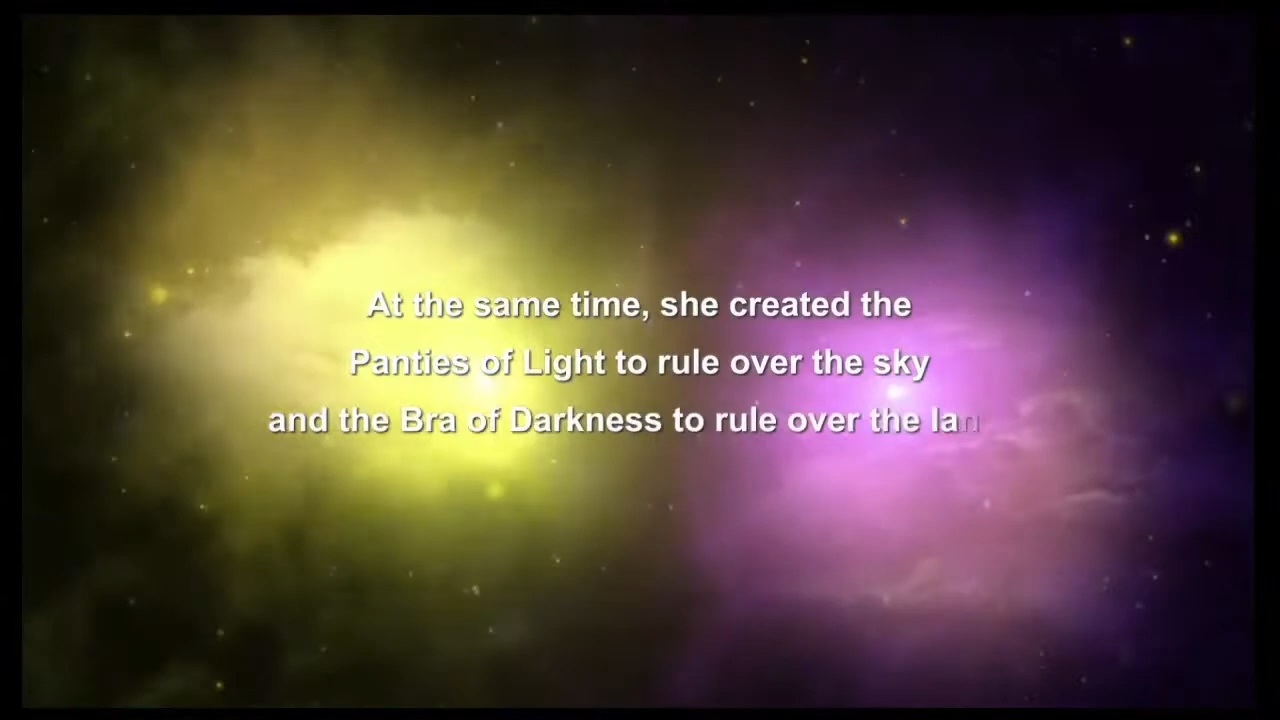 At the same time, she created the
Panties of Light to rule over the sky
and the Bra of Darkness to rule over the lan